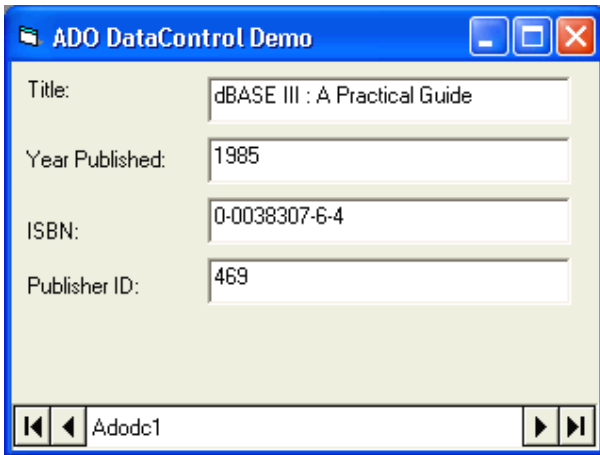 ADO DataControl Demo
Title: dBASE III : A Practical Guide
Year Published: 1985
ISBN: 0-0038307-6-4
Publisher ID: 469
Adodc1